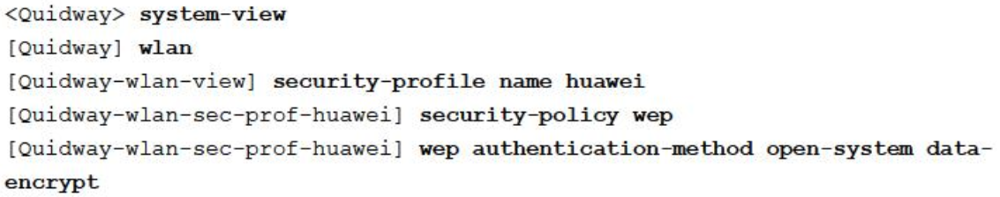 <Quidway> system-view
[Quidway] wlan
[Quidway-wlan-view] security-profile name huawei
[Quidway-wlan-sec-prof-huawei] security-policy wep
[Quidway-wlan-sec-prof-huawei] wep authentication-method open-system data-
encrypt